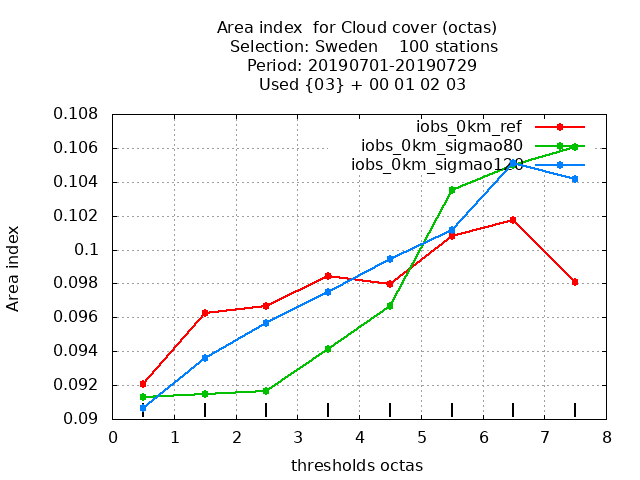 Area index  for Cloud cover (octas)
Selection: Sweden    100 stations
Period: 20190701-20190729
Used {03} + 00 01 02 03
0.108
0.106
0.104
0.102
0.1
0.098
0.096
0.094
0.092
0.09
Area index
iobs_0km_ref
iobs_0km_sigmao80
iobs_0km_sigmao120
0 1 2 3 4 5 6 7 8
thresholds octas